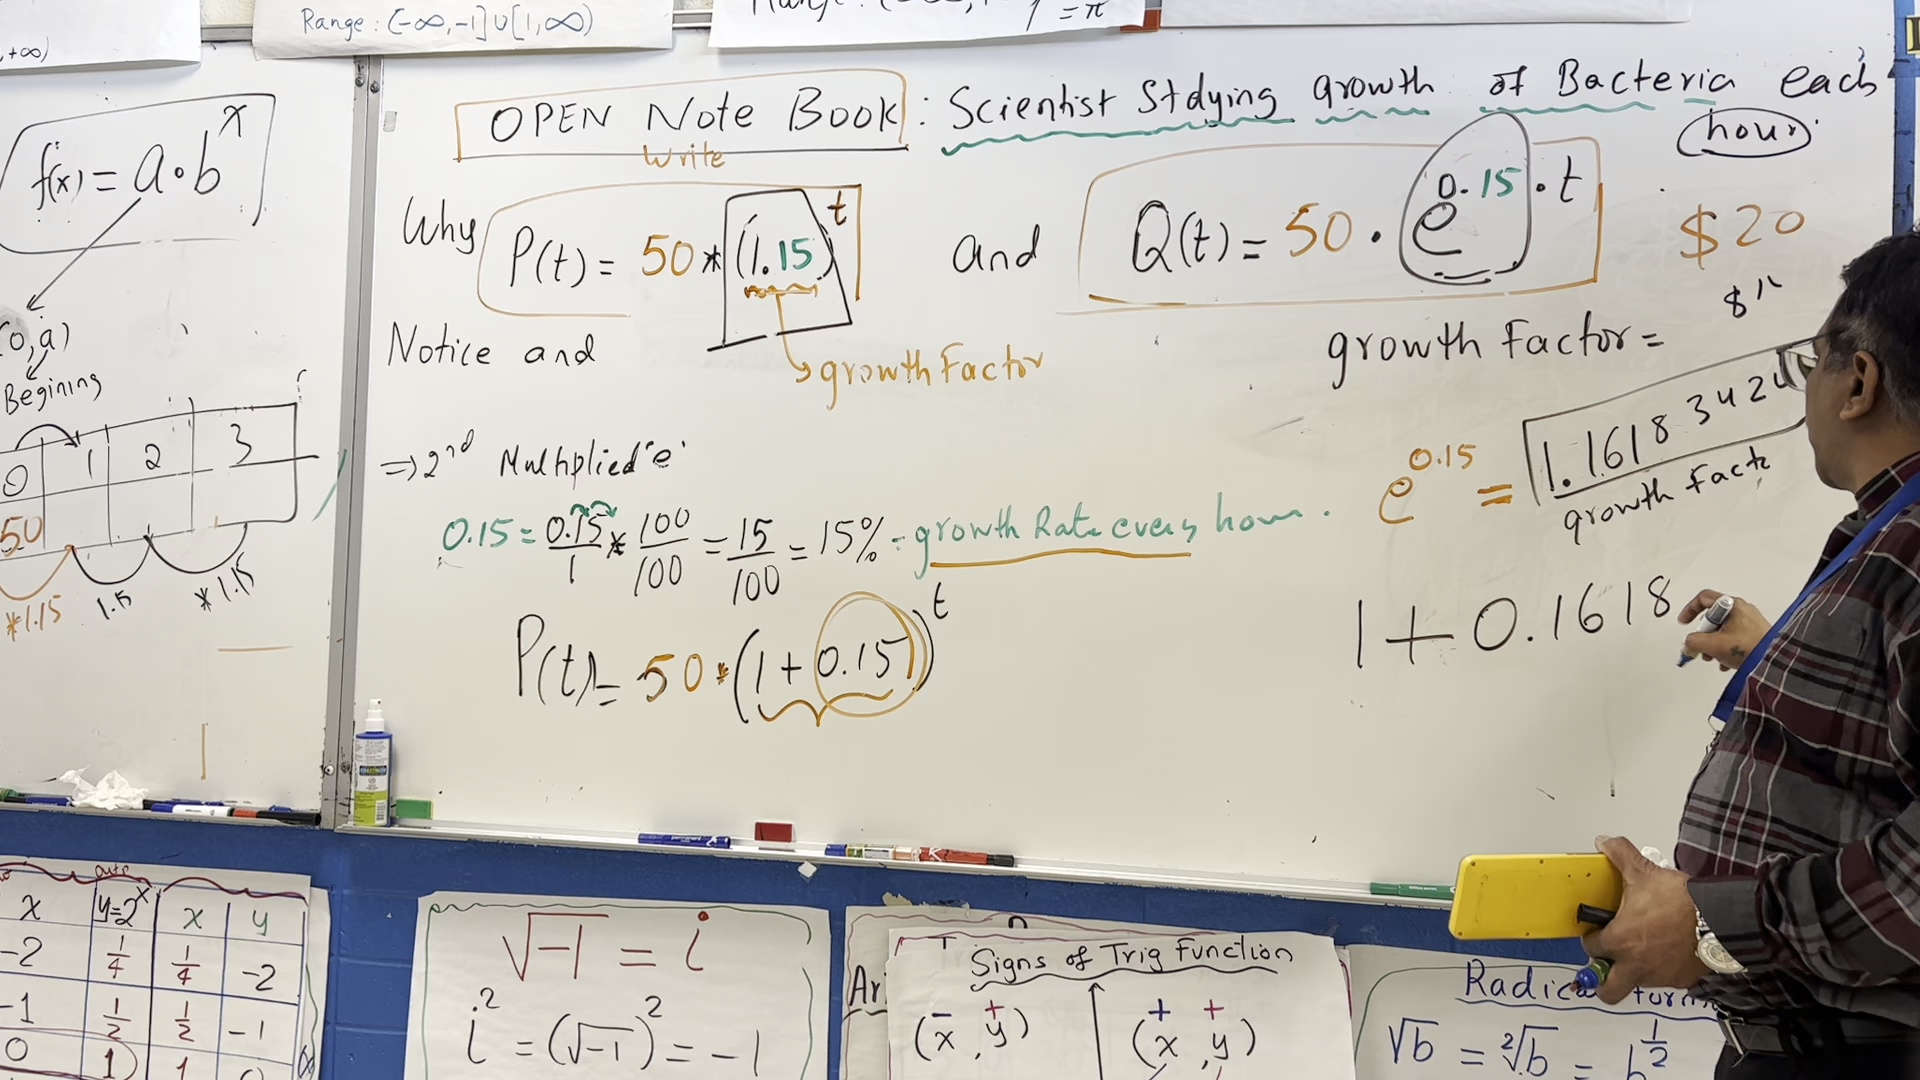 +∞)
Range: (-∞,-1]∪[1,∞)
= π
f(x) = a·b^x
(0,a)
Begining
0 1 2 3
50
*1.15 1.5 *1.15
OPEN Note Book: Scientist Stdying growth of Bacteria each
hour.
Write
Why P(t) = 50 * (1.15)^t and Q(t) = 50 · e^0.15·t
$20
Notice and
growth Factor
growth Factor =
⇒ 2nd Multiplied "e"
e^0.15 = 1.1618342
growth Fact
0.15 = 0.15/1 * 100/100 = 15/100 = 15% = growth Rate every hour.
1 + 0.1618
P(t) = 50 * (1 + 0.15)^t
x y=2^x x y
-2 1/4 1/4 -2
-1 1/2 1/2 -1
0 1 1
√-1 = i
i² = (√-1)² = -1
Signs of Trig Function
(x, y) (x, y)
- + + +
Radical form
√b = ²√b = b^1/2